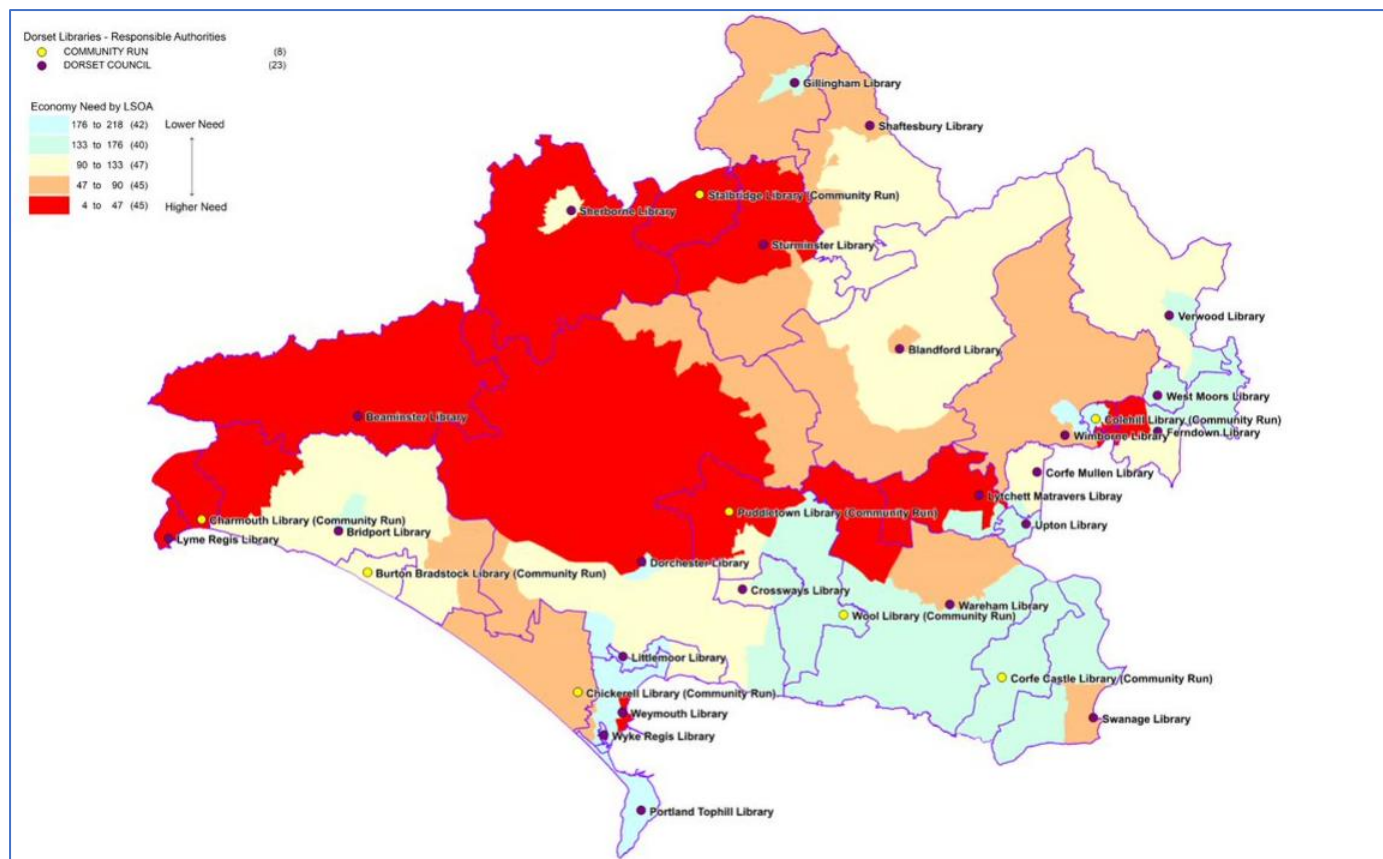 Dorset Libraries - Responsible Authorities
COMMUNITY RUN (8)
DORSET COUNCIL (23)
Economy Need by LSOA
176 to 218 (42) Lower Need
133 to 176 (40)
90 to 133 (47)
47 to 90 (45)
4 to 47 (45) Higher Need
Gillingham Library
Shaftesbury Library
Stalbridge Library (Community Run)
Sherborne Library
Sturminster Library
Verwood Library
Blandford Library
West Moors Library
Beaminster Library
Colehill Library (Community Run)
Ferndown Library
Wimborne Library
Corfe Mullen Library
Lytchett Matravers Libray
Puddletown Library (Community Run)
Charmouth Library (Community Run)
Upton Library
Bridport Library
Lyme Regis Library
Dorchester Library
Burton Bradstock Library (Community Run)
Crossways Library
Wareham Library
Wool Library (Community Run)
Littlemoor Library
Corfe Castle Library (Community Run)
Chickerell Library (Community Run)
Weymouth Library
Swanage Library
Wyke Regis Library
Portland Tophill Library